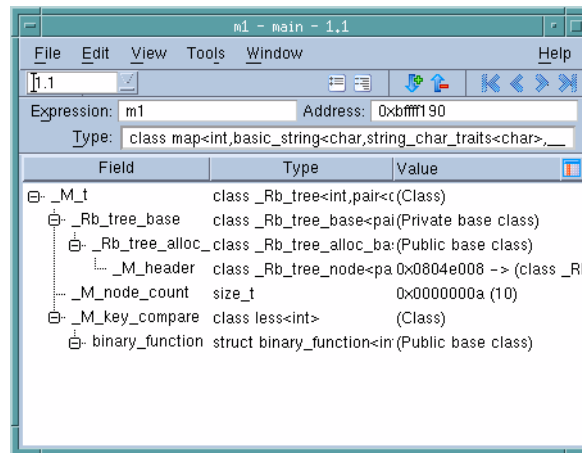 m1 - main - 1.1
File Edit View Tools Window Help
1.1
Expression: m1 Address: 0xbffff190
Type: class map<int,basic_string<char,string_char_traits<char>,__
Field Type Value
_M_t class _Rb_tree<int,pair<c (Class)
_Rb_tree_base class _Rb_tree_base<pai (Private base class)
_Rb_tree_alloc_ class _Rb_tree_alloc_ba: (Public base class)
_M_header class _Rb_tree_node<pa 0x0804e008 -> (class _R
_M_node_count size_t 0x0000000a (10)
_M_key_compare class less<int> (Class)
binary_function struct binary_function<in (Public base class)